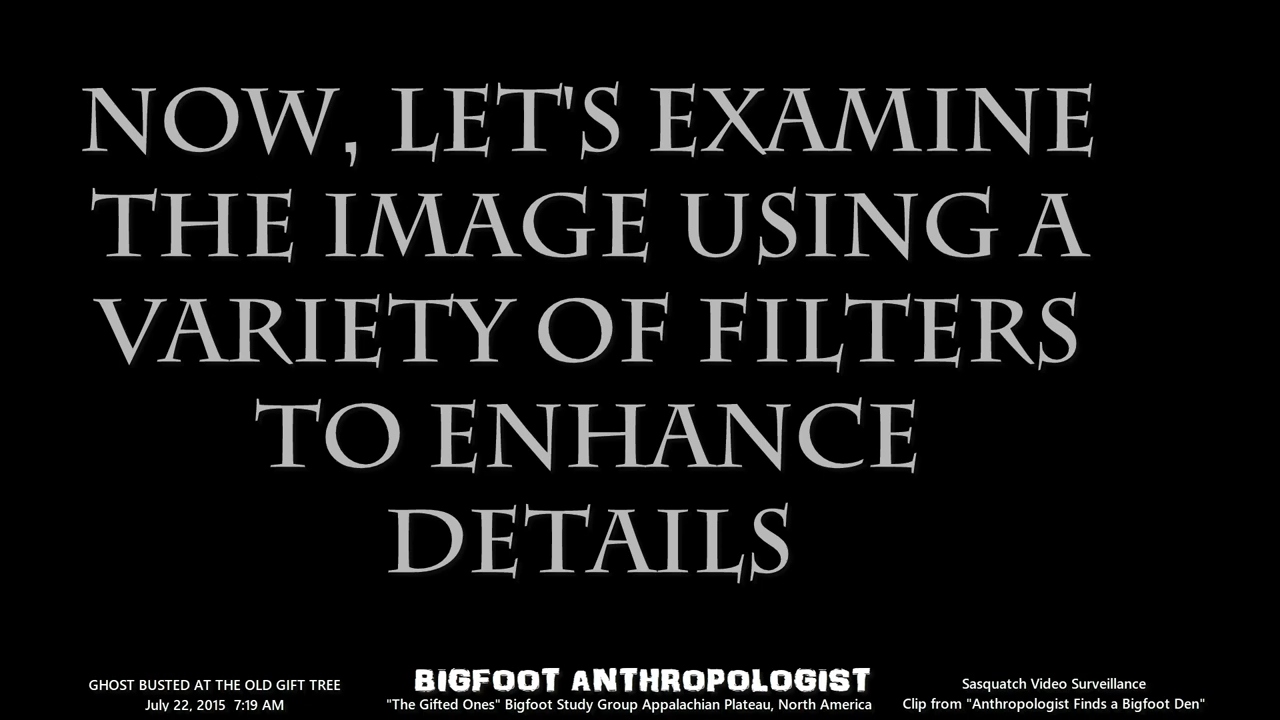 NOW, LET'S EXAMINE
THE IMAGE USING A
VARIETY OF FILTERS
TO ENHANCE
DETAILS
GHOST BUSTED AT THE OLD GIFT TREE
July 22, 2015 7:19 AM
BIGFOOT ANTHROPOLOGIST
"The Gifted Ones" Bigfoot Study Group Appalachian Plateau, North America
Sasquatch Video Surveillance
Clip from "Anthropologist Finds a Bigfoot Den"